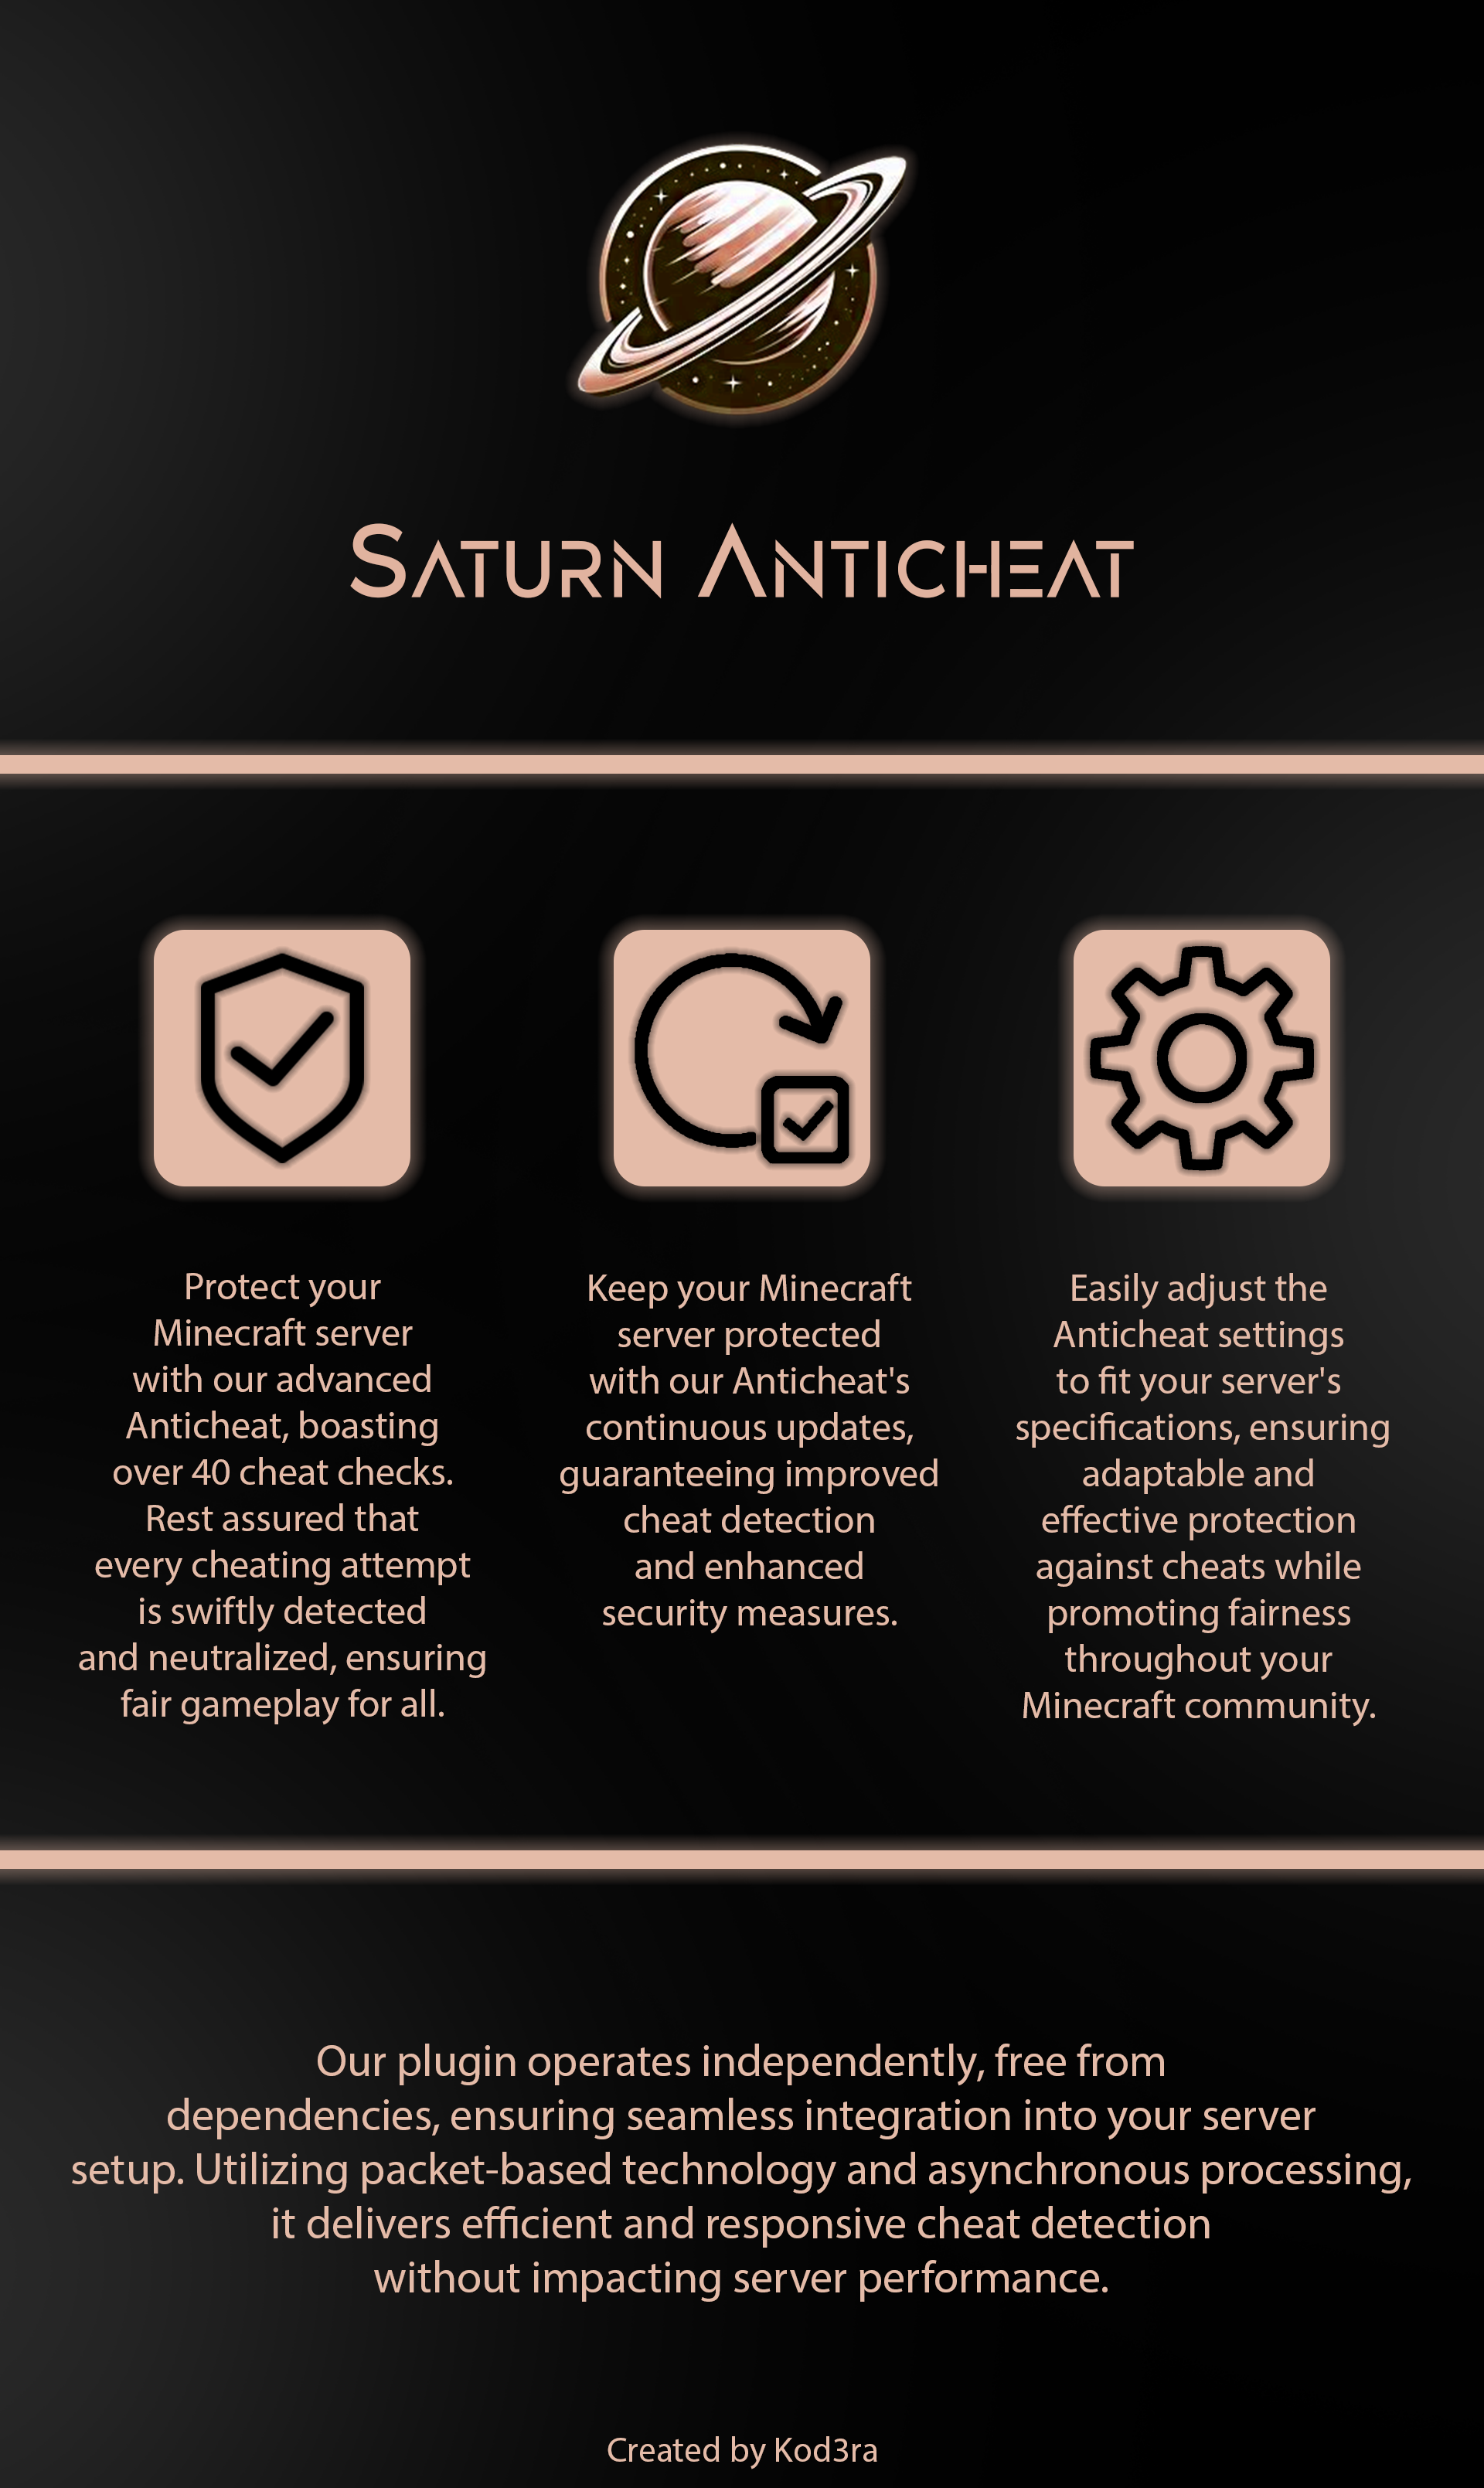 Saturn Anticheat
Protect your
Minecraft server
with our advanced
Anticheat, boasting
over 40 cheat checks.
Rest assured that
every cheating attempt
is swiftly detected
and neutralized, ensuring
fair gameplay for all.
Keep your Minecraft
server protected
with our Anticheat's
continuous updates,
guaranteeing improved
cheat detection
and enhanced
security measures.
Easily adjust the
Anticheat settings
to fit your server's
specifications, ensuring
adaptable and
effective protection
against cheats while
promoting fairness
throughout your
Minecraft community.
Our plugin operates independently, free from
dependencies, ensuring seamless integration into your server
setup. Utilizing packet-based technology and asynchronous processing,
it delivers efficient and responsive cheat detection
without impacting server performance.
Created by Kod3ra